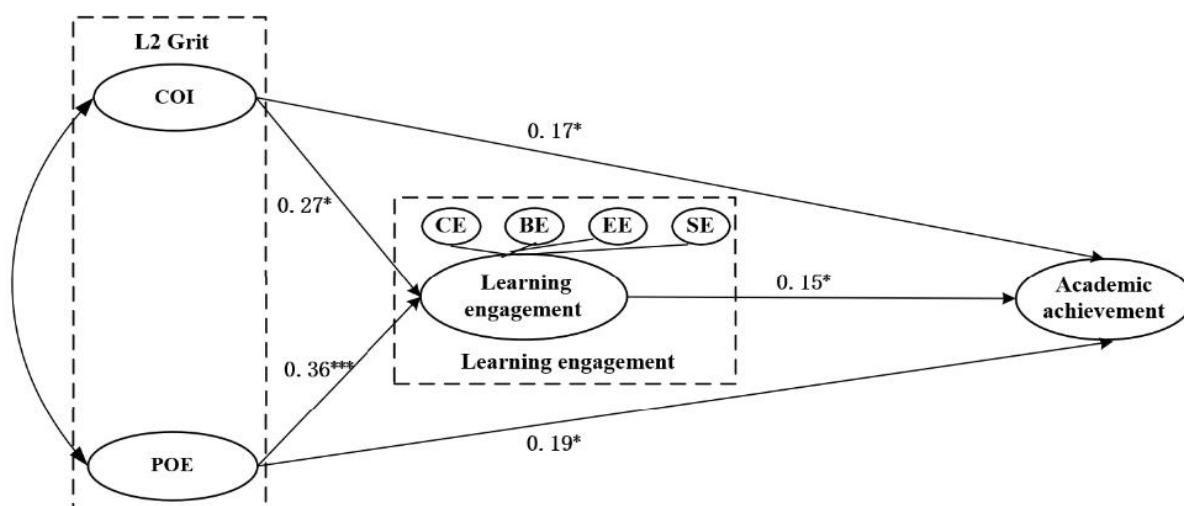 L2 Grit
COI
0.17*
0.27*
CE BE EE SE
Learning
engagement
0.15*
Academic
achievement
Learning engagement
0.36***
POE
0.19*